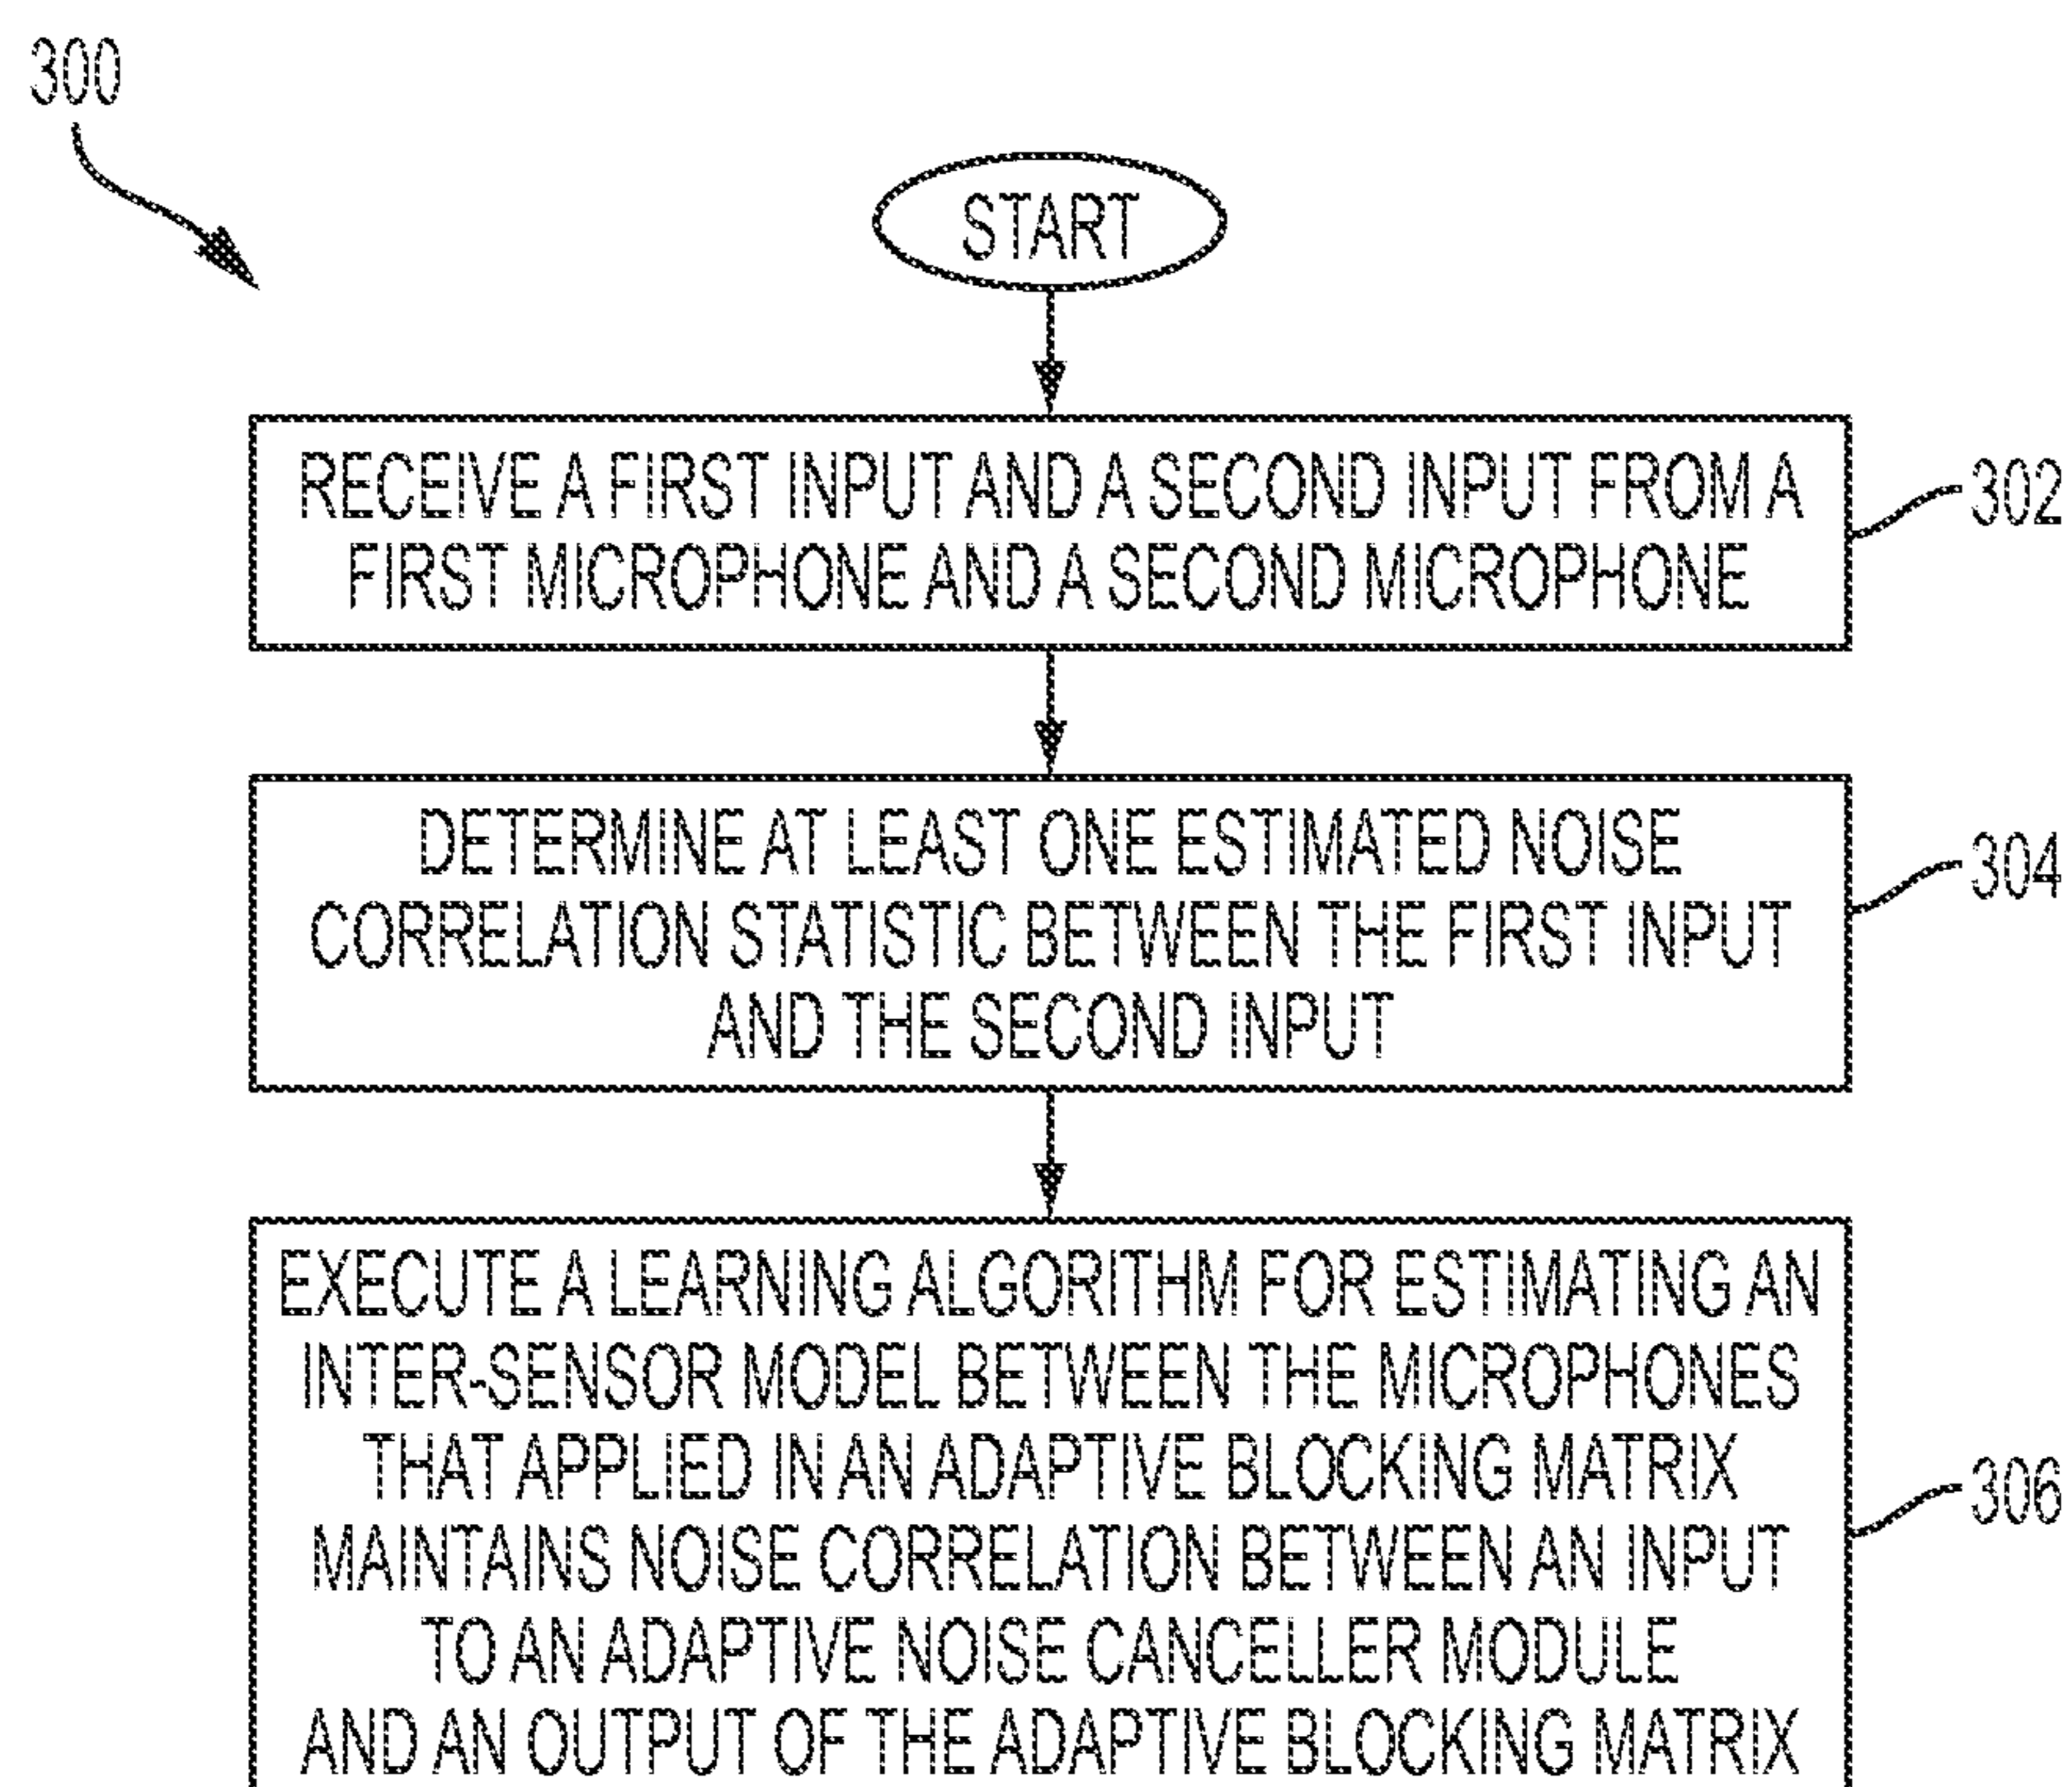 300
START
RECEIVE A FIRST INPUT AND A SECOND INPUT FROM A
FIRST MICROPHONE AND A SECOND MICROPHONE
302
DETERMINE AT LEAST ONE ESTIMATED NOISE
CORRELATION STATISTIC BETWEEN THE FIRST INPUT
AND THE SECOND INPUT
304
EXECUTE A LEARNING ALGORITHM FOR ESTIMATING AN
INTER-SENSOR MODEL BETWEEN THE MICROPHONES
THAT APPLIED IN AN ADAPTIVE BLOCKING MATRIX
MAINTAINS NOISE CORRELATION BETWEEN AN INPUT
TO AN ADAPTIVE NOISE CANCELLER MODULE
AND AN OUTPUT OF THE ADAPTIVE BLOCKING MATRIX
306